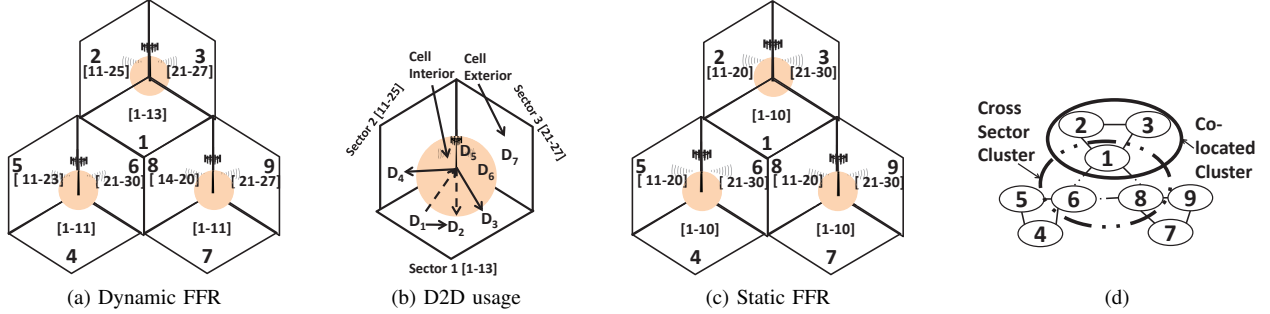 2 3
[11-25] [21-27]
[1-13]
1
5 6 8 9
[ 11-23] [ 21-30] [ 14-20] [ 21-27]
[1-11] [1-11]
4 7
(a) Dynamic FFR
Cell
Interior
Cell
Exterior
Sector 2 [11-25]
Sector 3 [21-27]
D5
D7
D4
D6
D1
D2
D3
Sector 1 [1-13]
(b) D2D usage
2 3
[11-20] [21-30]
[1-10]
1
5 6 8 9
[ 11-20] [21-30] [11-20] [21-30]
[1-10] [1-10]
4 7
(c) Static FFR
Cross
Sector
Cluster
Co-
located
Cluster
2 3
1
5 6 8 9
4 7
(d)